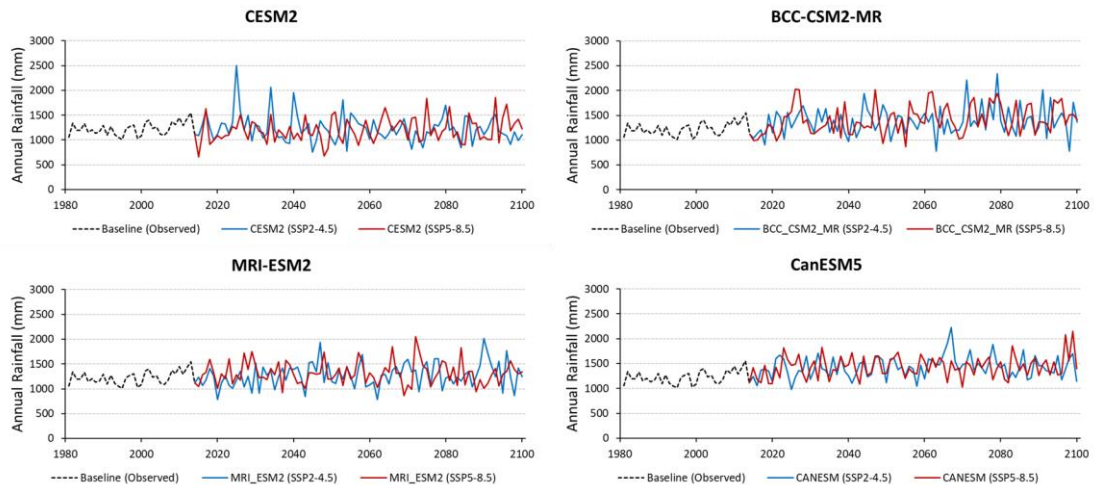 CESM2
Annual Rainfall (mm)
3000
2500
2000
1500
1000
500
0
1980 2000 2020 2040 2060 2080 2100
Baseline (Observed) CESM2 (SSP2-4.5) CESM2 (SSP5-8.5)
BCC-CSM2-MR
Annual Rainfall (mm)
3000
2500
2000
1500
1000
500
0
1980 2000 2020 2040 2060 2080 2100
Baseline (Observed) BCC_CSM2_MR (SSP2-4.5) BCC_CSM2_MR (SSP5-8.5)
MRI-ESM2
Annual Rainfall (mm)
3000
2500
2000
1500
1000
500
0
1980 2000 2020 2040 2060 2080 2100
Baseline (Observed) MRI_ESM2 (SSP2-4.5) MRI_ESM2 (SSP5-8.5)
CanESM5
Annual Rainfall (mm)
3000
2500
2000
1500
1000
500
0
1980 2000 2020 2040 2060 2080 2100
Baseline (Observed) CANESM (SSP2-4.5) CANESM (SSP5-8.5)